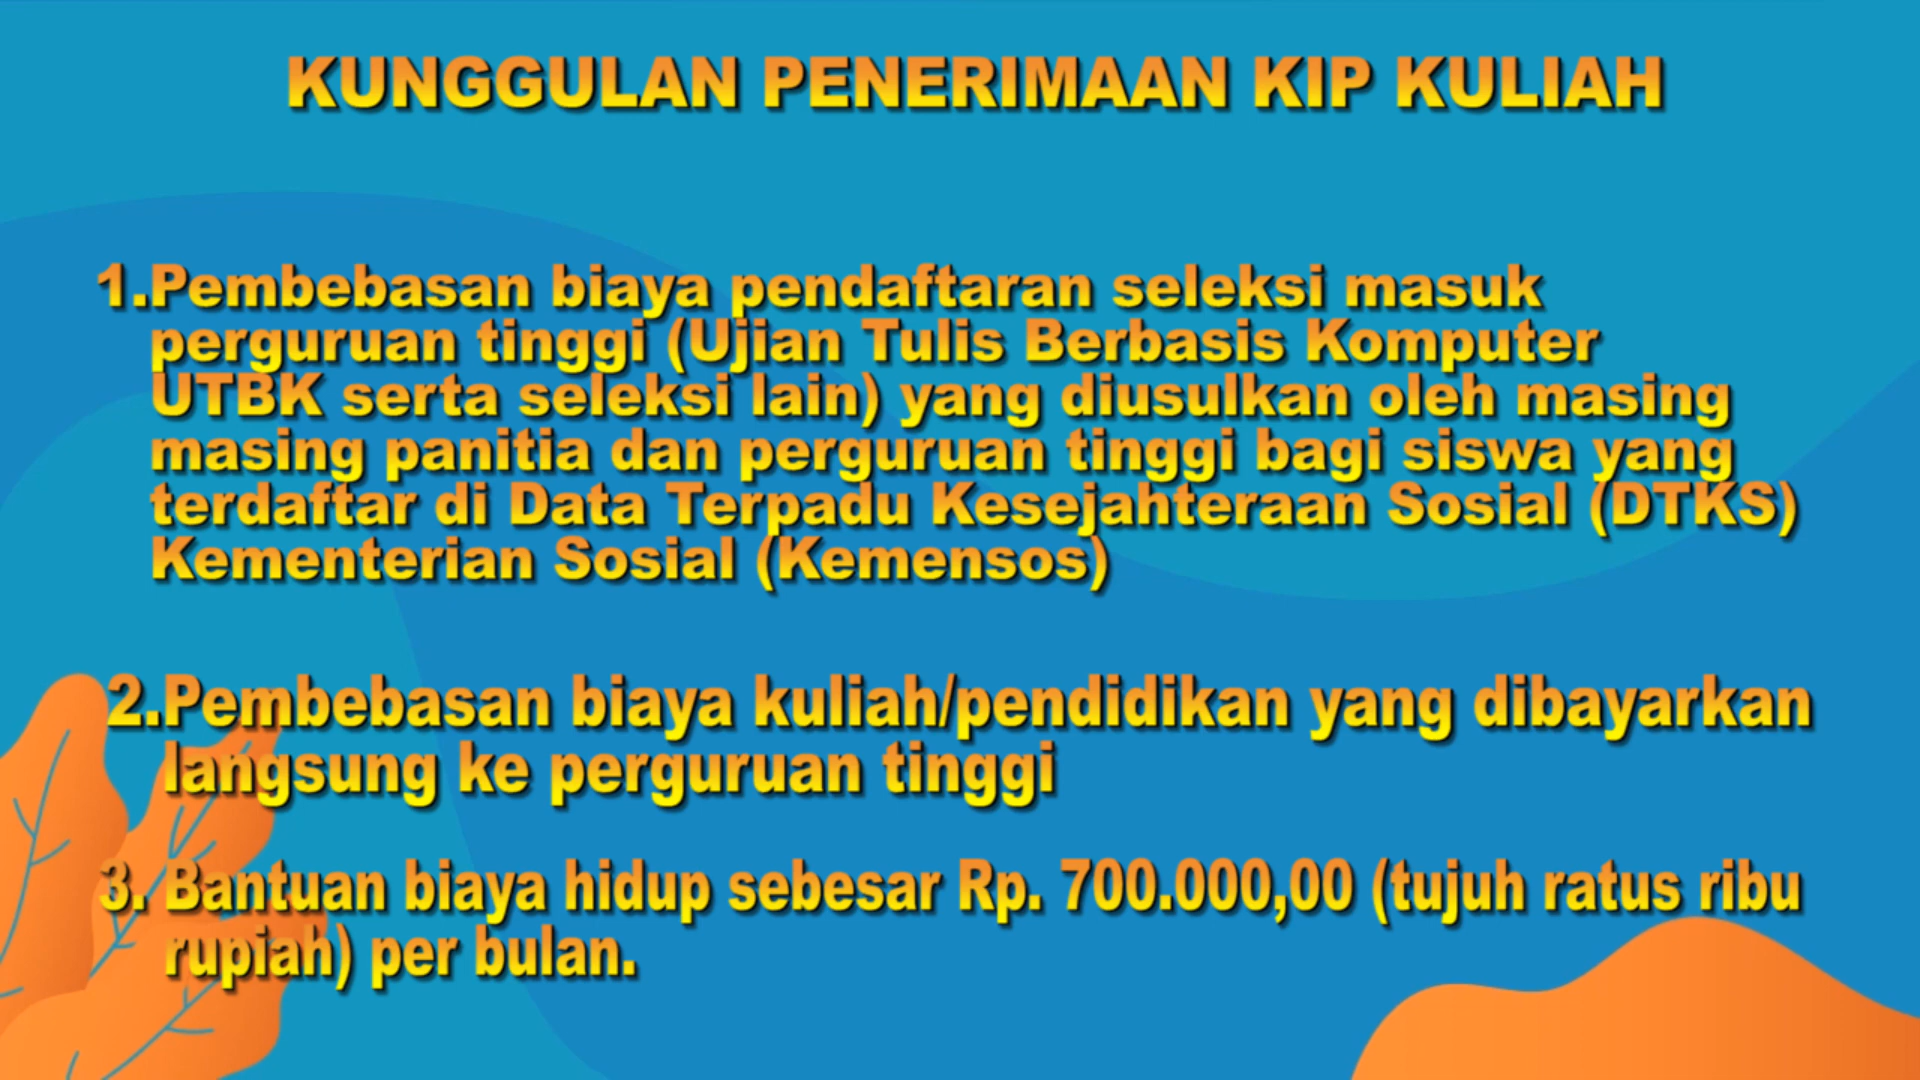 KUNGGULAN PENERIMAAN KIP KULIAH
1.Pembebasan biaya pendaftaran seleksi masuk
perguruan tinggi (Ujian Tulis Berbasis Komputer
UTBK serta seleksi lain) yang diusulkan oleh masing
masing panitia dan perguruan tinggi bagi siswa yang
terdaftar di Data Terpadu Kesejahteraan Sosial (DTKS)
Kementerian Sosial (Kemensos)
2.Pembebasan biaya kuliah/pendidikan yang dibayarkan
langsung ke perguruan tinggi
3. Bantuan biaya hidup sebesar Rp. 700.000,00 (tujuh ratus ribu
rupiah) per bulan.